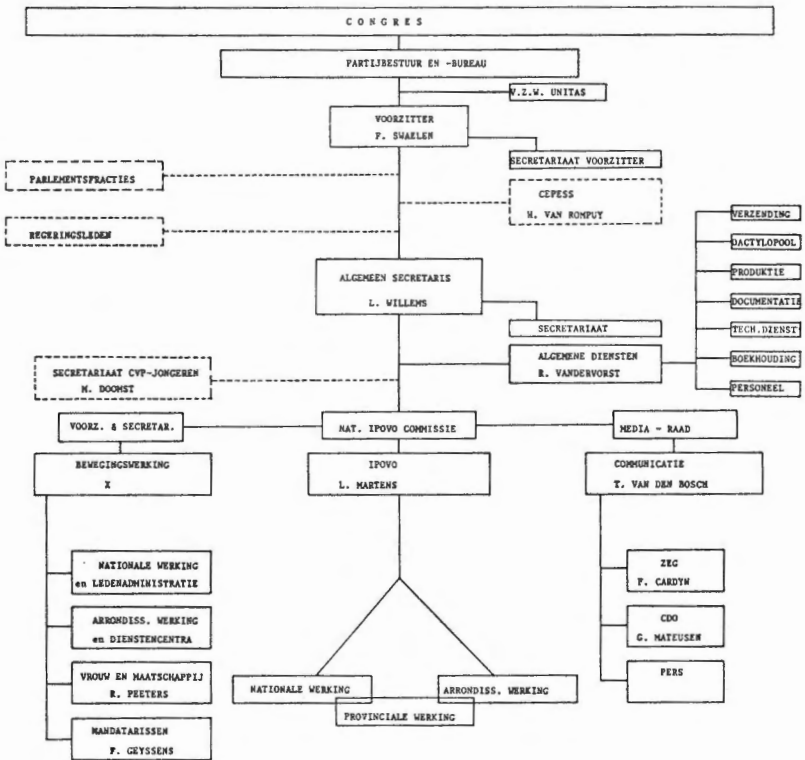 CONGRES
PARTIJBESTUUR EN -BUREAU
V.Z.W. UNITAS
VOORZITTER
F. SWAELEN
SECRETARIAAT VOORZITTER
PARLEMENTSFRACTIES
CEPESS
H. VAN ROMPUY
REGERINGSLEDEN
VERZENDING
DACTYLOPOOL
PRODUKTIE
DOCUMENTATIE
TECH.DIENST
BOEKHOUDING
PERSONEEL
ALGEMEEN SECRETARIS
L. WILLEMS
SECRETARIAAT
ALGEMENE DIENSTEN
R. VANDERVORST
SECRETARIAAT CVP-JONGEREN
M. DOOMST
VOORZ. & SECRETAR.
NAT. IPOVO COMMISSIE
MEDIA - RAAD
BEWEGINGSWERKING
X
IPOVO
L. MARTENS
COMMUNICATIE
T. VAN DEN BOSCH
NATIONALE WERKING
en LEDENADMINISTRATIE
ARRONDISS. WERKING
en DIENSTENCENTRA
VROUW EN MAATSCHAPPIJ
R. PEETERS
MANDATARISSEN
F. GEYSSENS
NATIONALE WERKING
ARRONDISS. WERKING
PROVINCIALE WERKING
ZEG
F. CARDYN
CDO
G. MATEUSEN
PERS